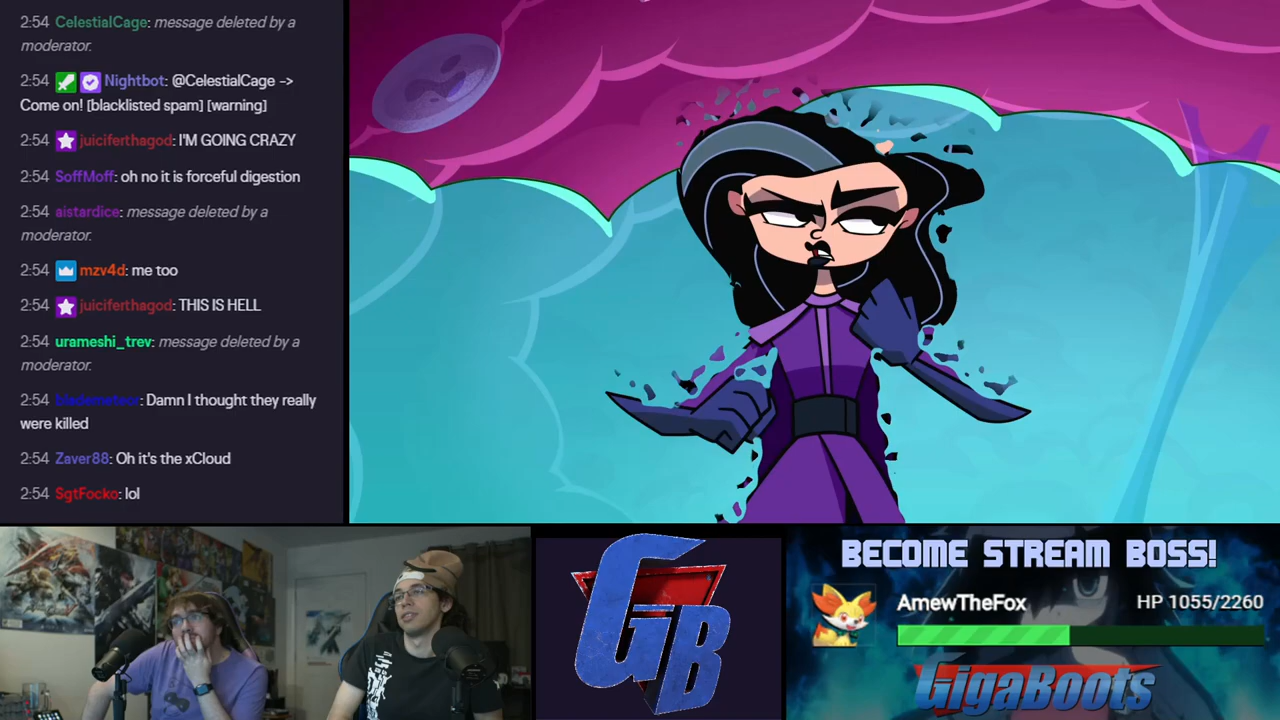 2:54 CelestialCage: message deleted by a
moderator.
2:54 Nightbot: @CelestialCage ->
Come on! [blacklisted spam] [warning]
2:54 juiciferthagod: I'M GOING CRAZY
2:54 SoffMoff: oh no it is forceful digestion
2:54 aistardice: message deleted by a
moderator.
2:54 mzv4d: me too
2:54 juiciferthagod: THIS IS HELL
2:54 urameshi_trev: message deleted by a
moderator.
2:54 : Damn I thought they really
were killed
2:54 Zaver88: Oh it's the xCloud
2:54 SgtFocko: lol
GB
BECOME STREAM BOSS!
AmewTheFox HP 1055/2260
GIGABOOTS